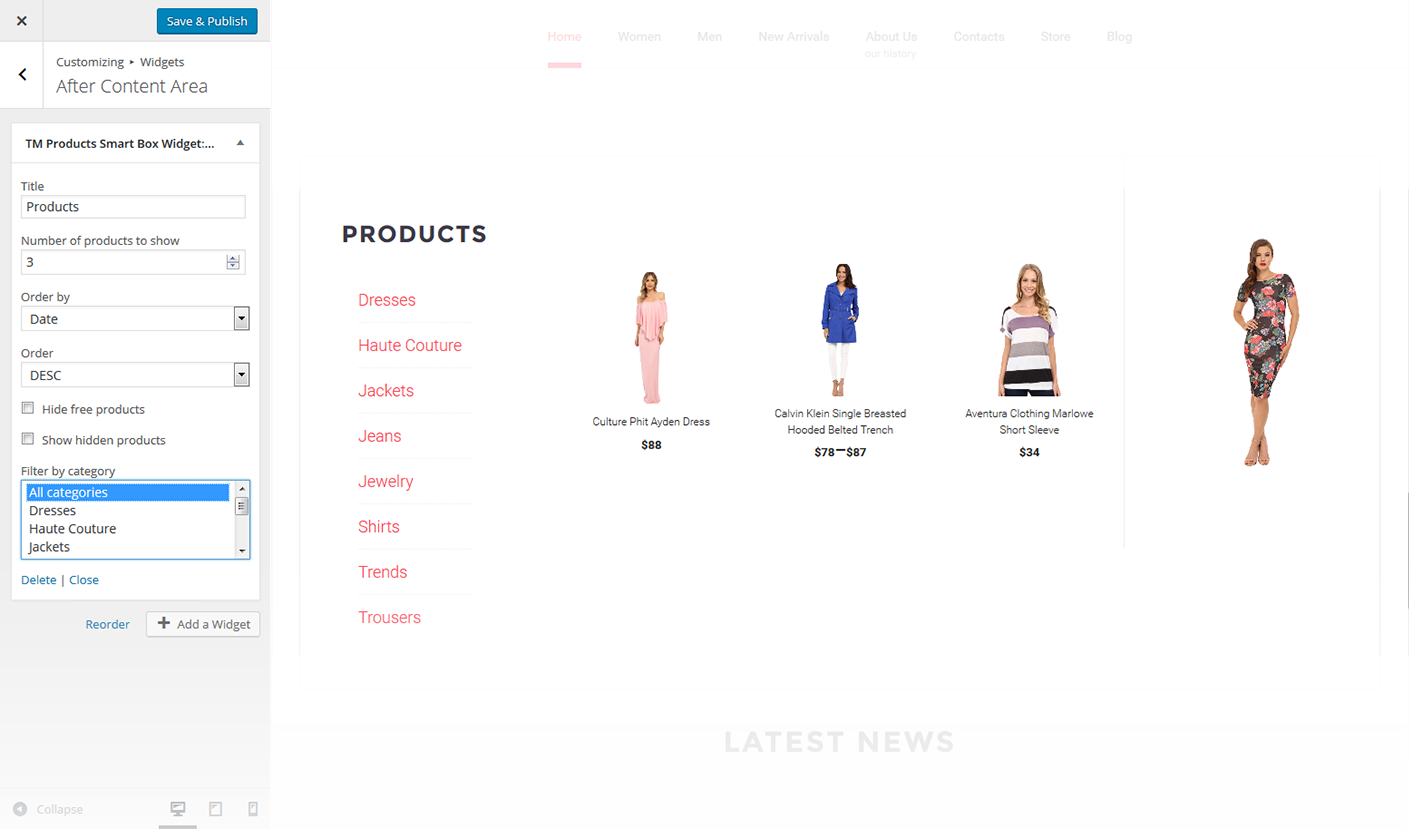 Save & Publish
Customizing ▸ Widgets
After Content Area
TM Products Smart Box Widget:...
Title
Products
Number of products to show
3
Order by
Date
Order
DESC
Hide free products
Show hidden products
Filter by category
All categories
Dresses
Haute Couture
Jackets
Delete | Close
Reorder
Add a Widget
Collapse
Home Women Men New Arrivals About Us Contacts Store Blog
our history
PRODUCTS
Dresses
Haute Couture
Jackets
Jeans
Jewelry
Shirts
Trends
Trousers
Culture Phit Ayden Dress
$88
Calvin Klein Single Breasted
Hooded Belted Trench
$78–$87
Aventura Clothing Marlowe
Short Sleeve
$34
LATEST NEWS